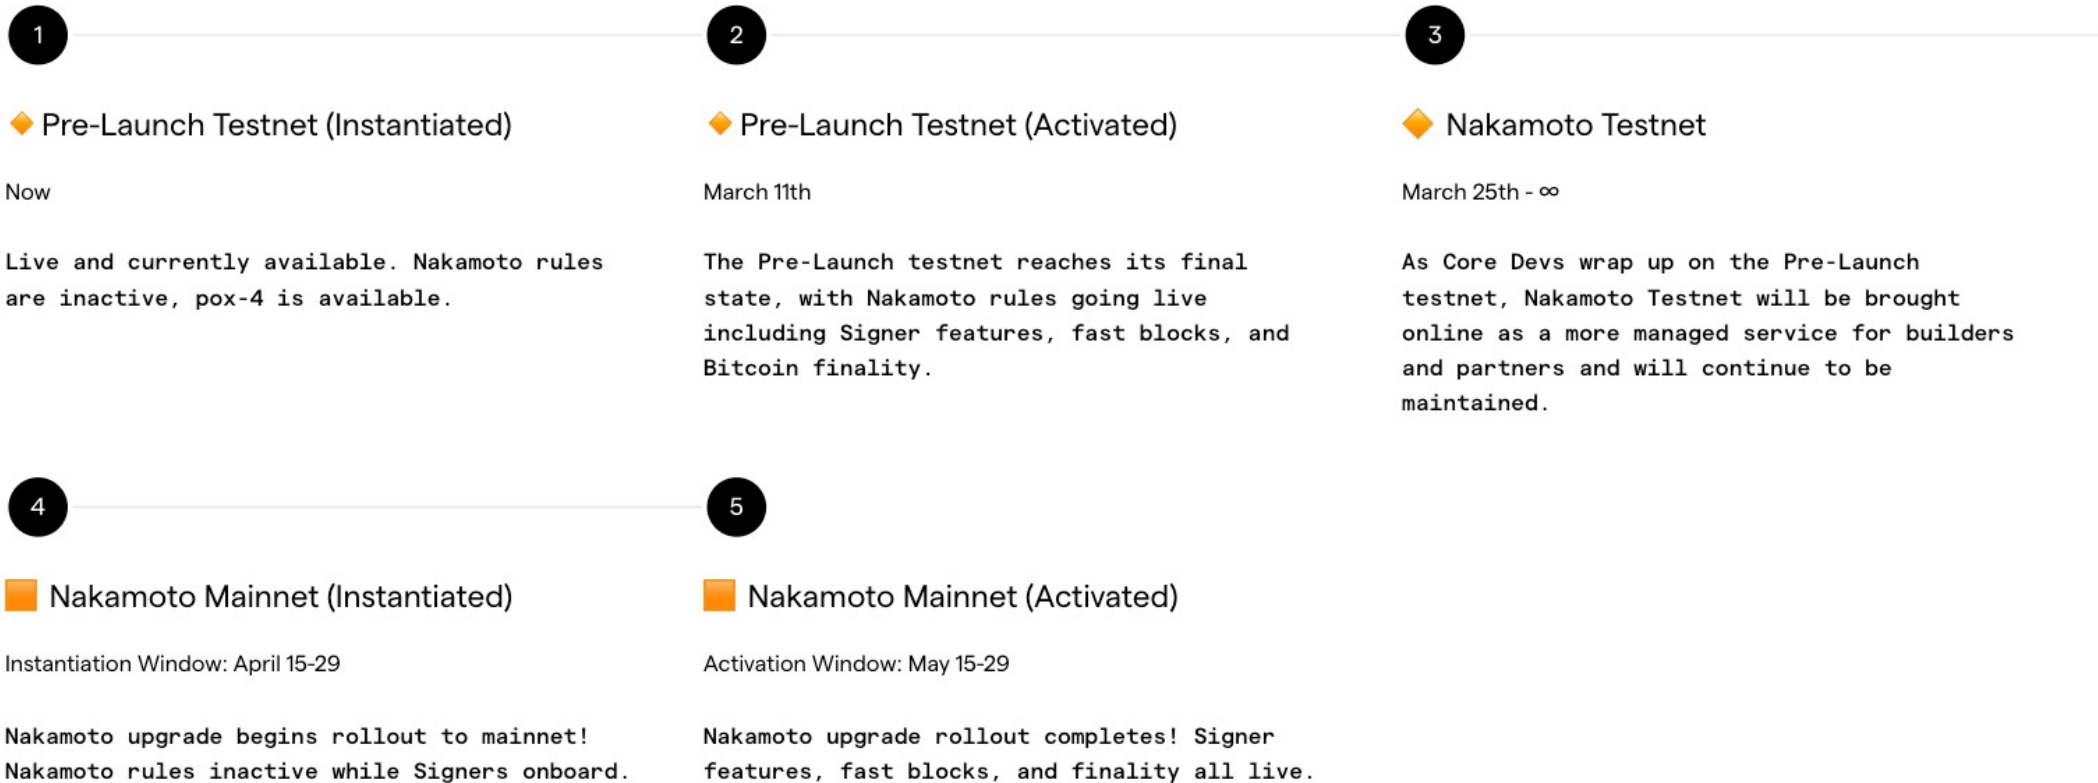 1
Pre-Launch Testnet (Instantiated)
Now
Live and currently available. Nakamoto rules
are inactive, pox-4 is available.
2
Pre-Launch Testnet (Activated)
March 11th
The Pre-Launch testnet reaches its final
state, with Nakamoto rules going live
including Signer features, fast blocks, and
Bitcoin finality.
3
Nakamoto Testnet
March 25th - ∞
As Core Devs wrap up on the Pre-Launch
testnet, Nakamoto Testnet will be brought
online as a more managed service for builders
and partners and will continue to be
maintained.
4
Nakamoto Mainnet (Instantiated)
Instantiation Window: April 15-29
Nakamoto upgrade begins rollout to mainnet!
Nakamoto rules inactive while Signers onboard.
5
Nakamoto Mainnet (Activated)
Activation Window: May 15-29
Nakamoto upgrade rollout completes! Signer
features, fast blocks, and finality all live.